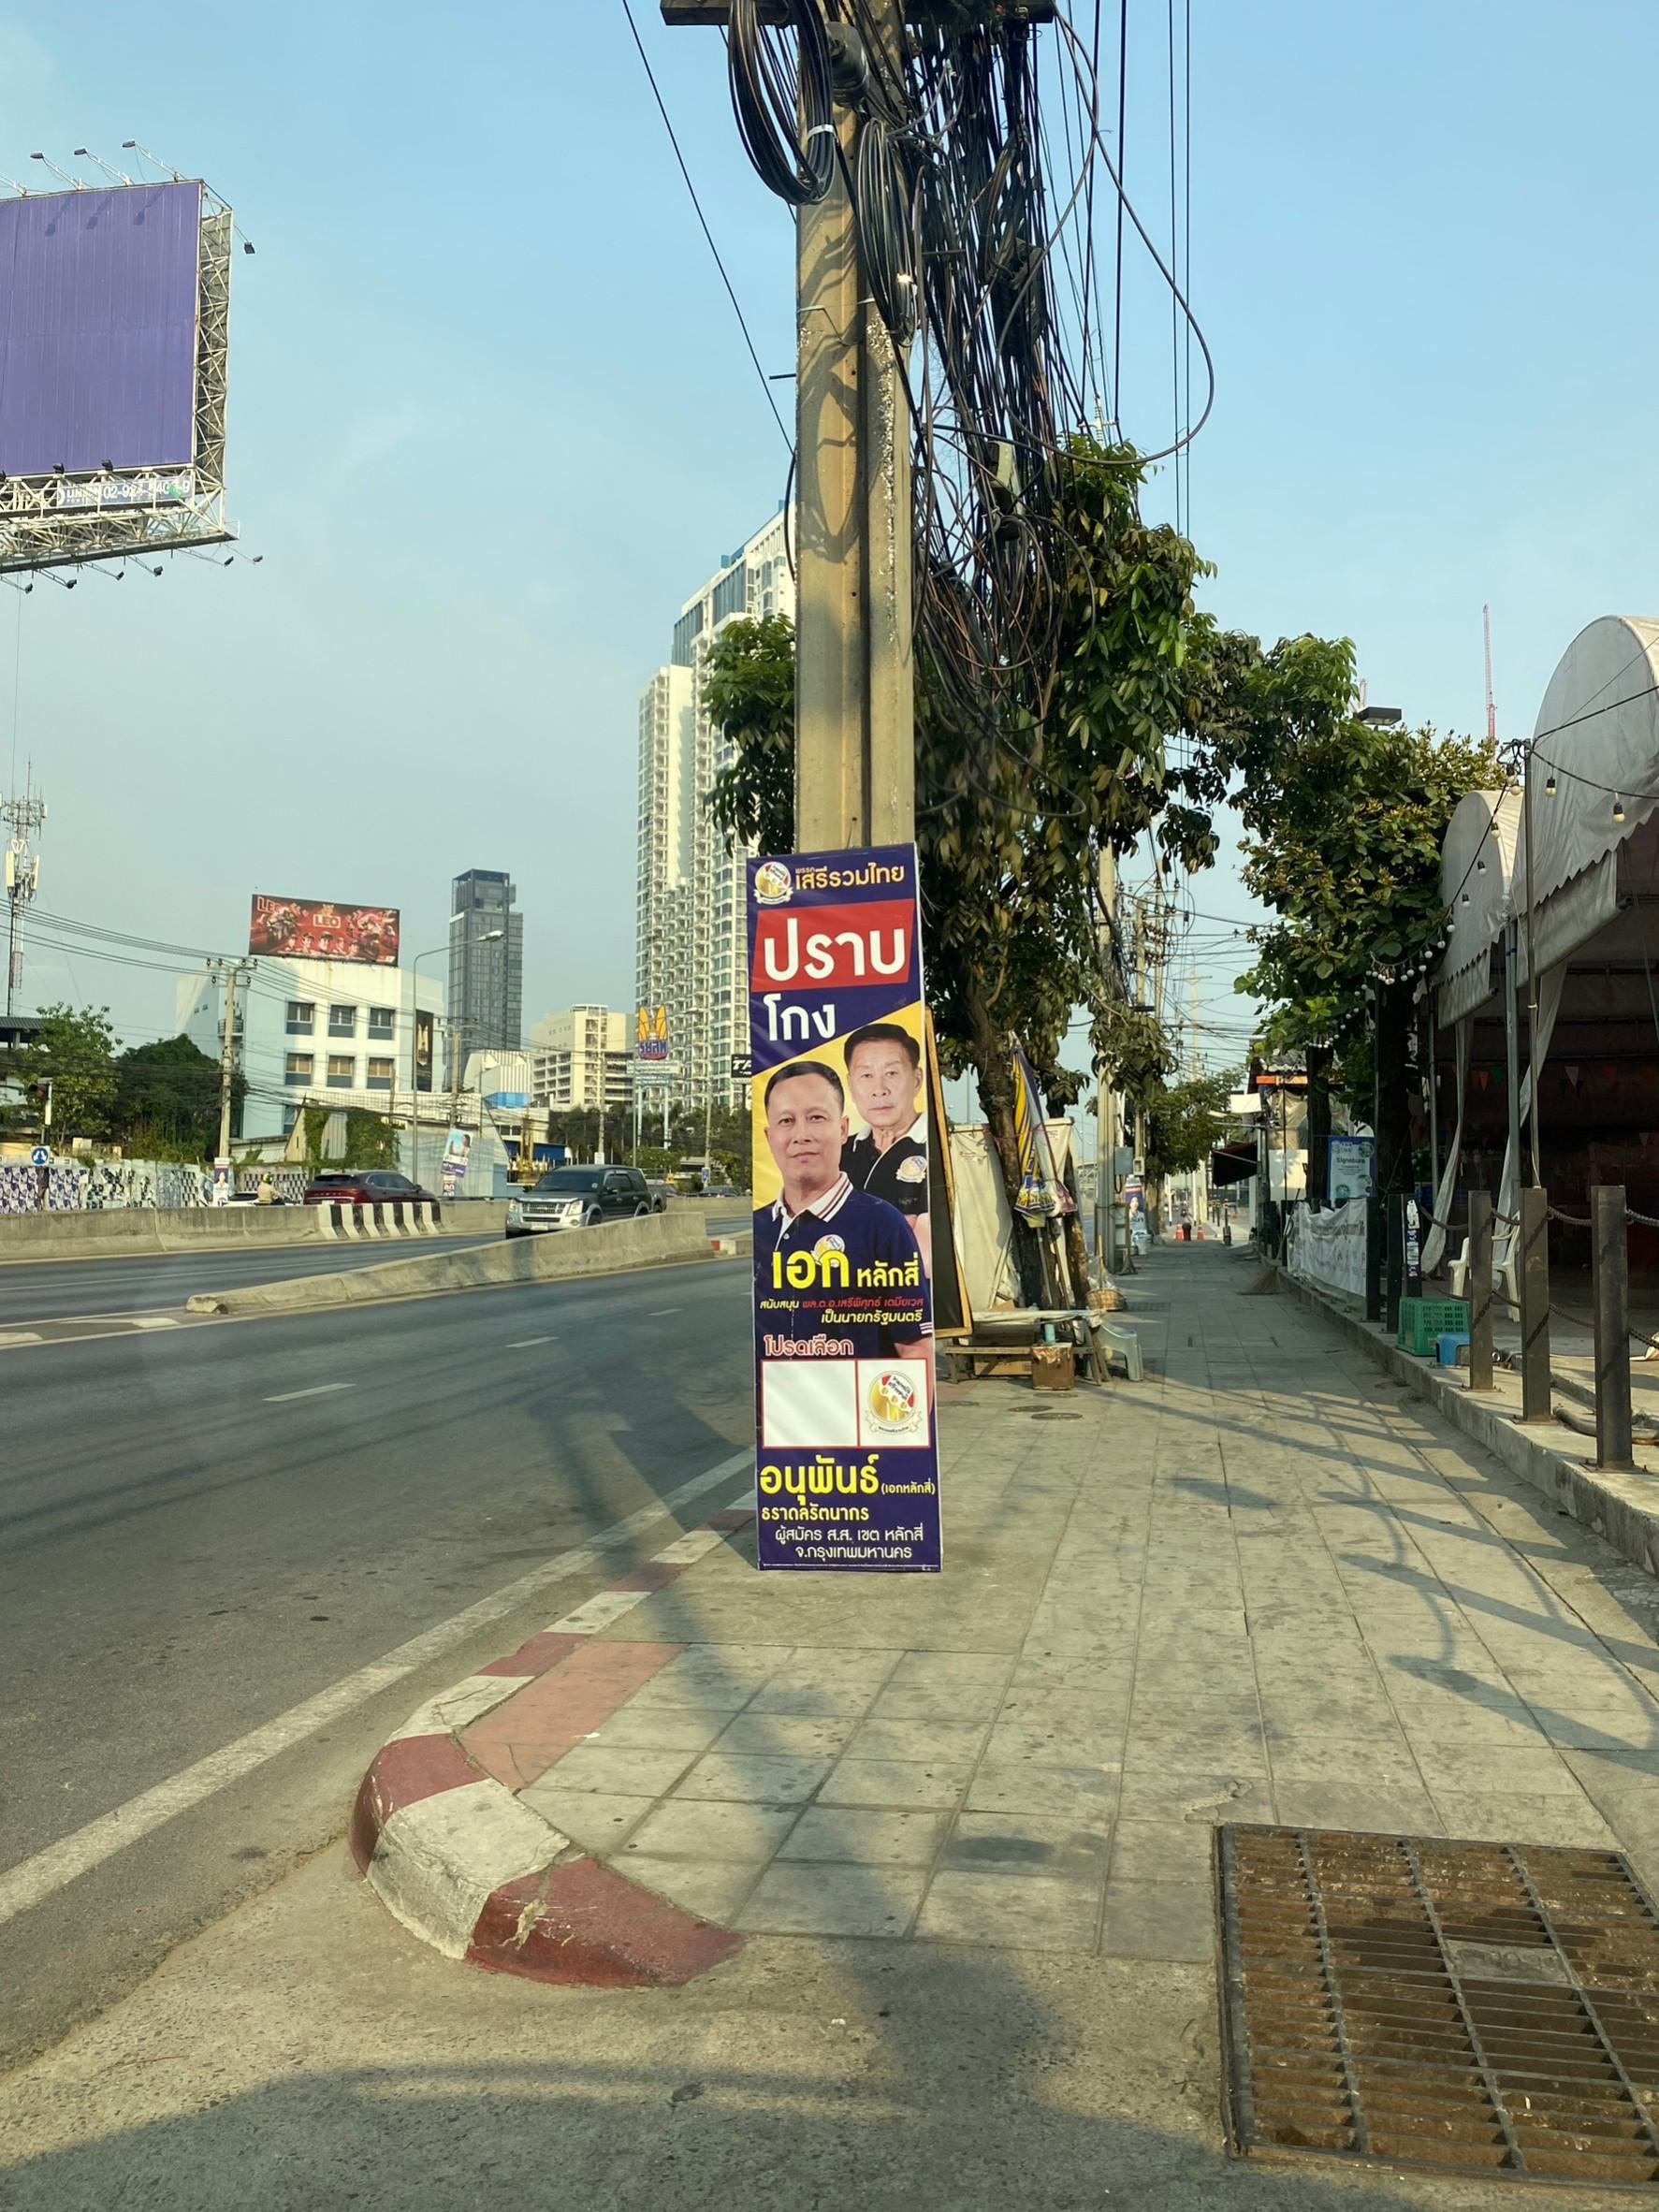 พรรค
เสรีรวมไทย
ปราบ
โกง
เอก หลักสี่
สนับสนุน พล.ต.อ.เสรีพิศุทธ์ เตมียเวส
เป็นนายกรัฐมนตรี
โปรดเลือก
อนุพันธ์ (เอกหลักสี่)
ธราดลรัตนากร
ผู้สมัคร ส.ส. เขต หลักสี่
จ.กรุงเทพมหานคร
LEO
Signature